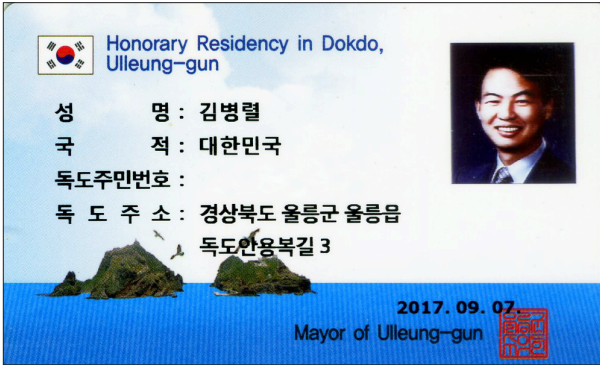 Honorary Residency in Dokdo,
Ulleung-gun
성 명 : 김병렬
국 적 : 대한민국
독도주민번호 :
독 도 주 소 : 경상북도 울릉군 울릉읍
독도안용복길 3
2017. 09. 07.
Mayor of Ulleung-gun